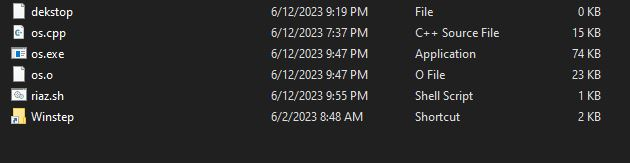 dekstop 6/12/2023 9:19 PM File 0 KB
os.cpp 6/12/2023 7:37 PM C++ Source File 15 KB
os.exe 6/12/2023 9:47 PM Application 74 KB
os.o 6/12/2023 9:47 PM O File 23 KB
riaz.sh 6/12/2023 9:55 PM Shell Script 1 KB
Winstep 6/2/2023 8:48 AM Shortcut 2 KB